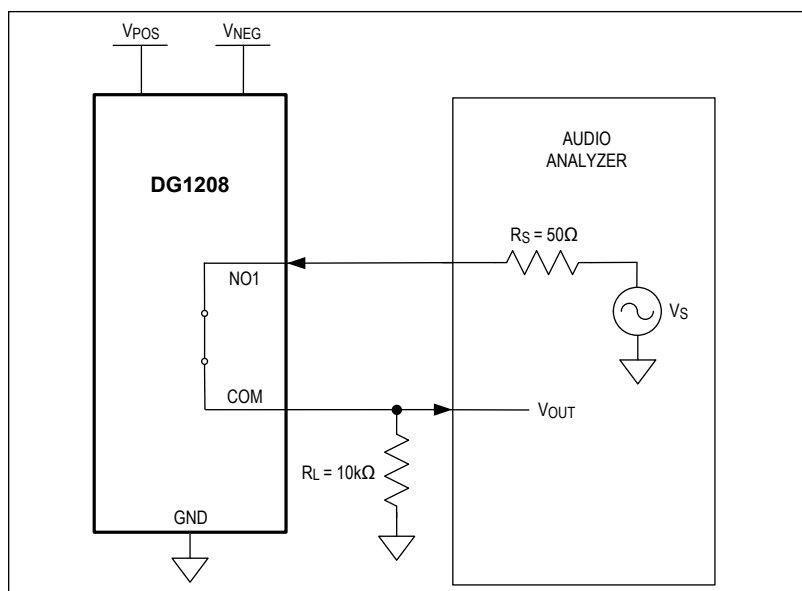 VPOS
VNEG
AUDIO
ANALYZER
DG1208
RS = 50Ω
NO1
VS
COM
VOUT
RL = 10kΩ
GND